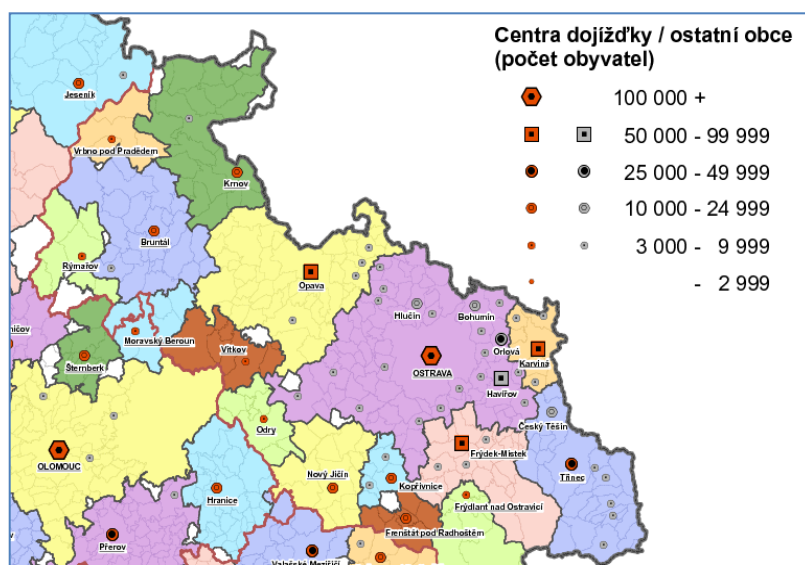 Centra dojížďky / ostatní obce
(počet obyvatel)
100 000 +
50 000 - 99 999
25 000 - 49 999
10 000 - 24 999
3 000 - 9 999
- 2 999
Jeseník
Vrbno pod Pradědem
Krnov
Bruntál
Rýmařov
Opava
Hlučín
Bohumín
Moravský Beroun
Orlová
Karviná
Vítkov
OSTRAVA
Šternberk
Havířov
Český Těšín
Odry
Frýdek-Místek
OLOMOUC
Nový Jičín
Třinec
Hranice
Kopřivnice
Frýdlant nad Ostravicí
Frenštát pod Radhoštěm
Přerov